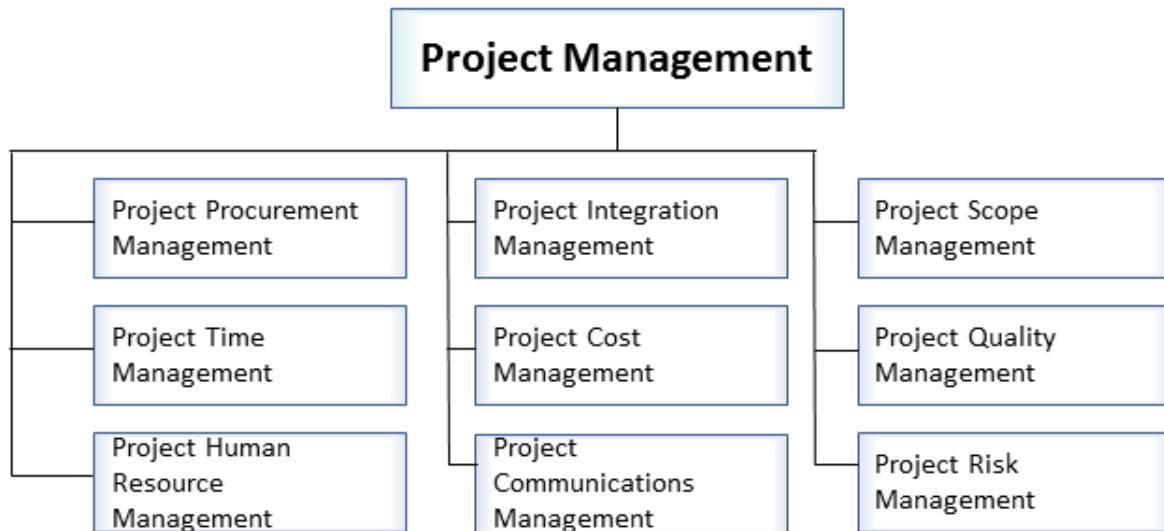 Project Management
Project Procurement
Management
Project Integration
Management
Project Scope
Management
Project Time
Management
Project Cost
Management
Project Quality
Management
Project Human
Resource
Management
Project
Communications
Management
Project Risk
Management